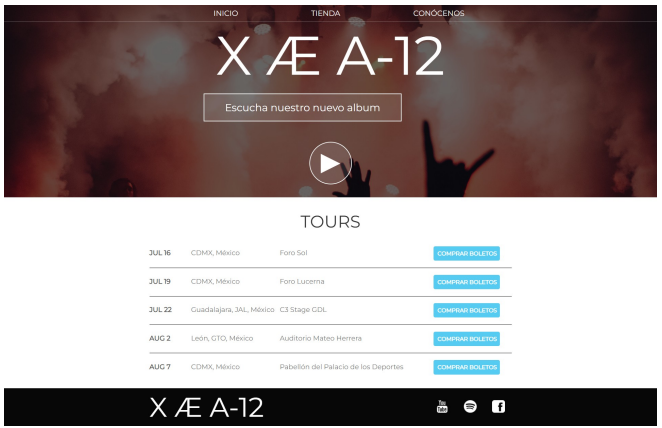 INICIO TIENDA CONÓCENOS
X Æ A-12
Escucha nuestro nuevo album
TOURS
JUL 16 CDMX, México Foro Sol COMPRAR BOLETOS
JUL 19 CDMX, México Foro Lucerna COMPRAR BOLETOS
JUL 22 Guadalajara, JAL, México C3 Stage GDL COMPRAR BOLETOS
AUG 2 León, GTO, México Auditorio Mateo Herrera COMPRAR BOLETOS
AUG 7 CDMX, México Pabellón del Palacio de los Deportes COMPRAR BOLETOS
X Æ A-12 You Tube